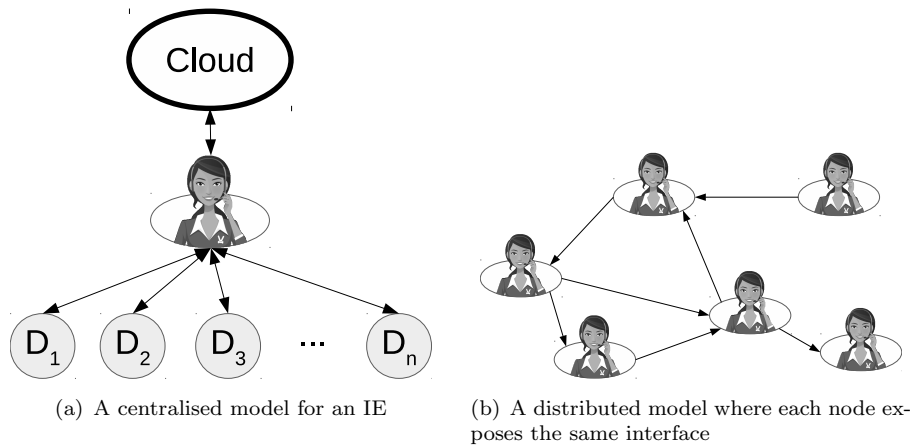 Cloud
D1 D2 D3 ... Dn
(a) A centralised model for an IE
(b) A distributed model where each node ex-
poses the same interface